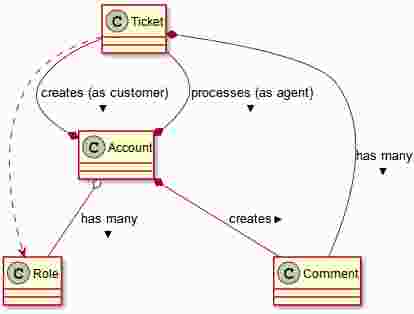 C Ticket
creates (as customer)
processes (as agent)
C Account
has many
has many
creates
C Role
C Comment